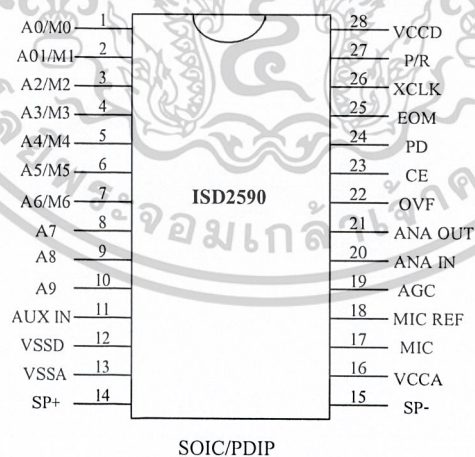 A0/M0 1
A01/M1 2
A2/M2 3
A3/M3 4
A4/M4 5
A5/M5 6
A6/M6 7
A7 8
A8 9
A9 10
AUX IN 11
VSSD 12
VSSA 13
SP+ 14
ISD2590
28 VCCD
27 P/R
26 XCLK
25 EOM
24 PD
23 CE
22 OVF
21 ANA OUT
20 ANA IN
19 AGC
18 MIC REF
17 MIC
16 VCCA
15 SP-
SOIC/PDIP